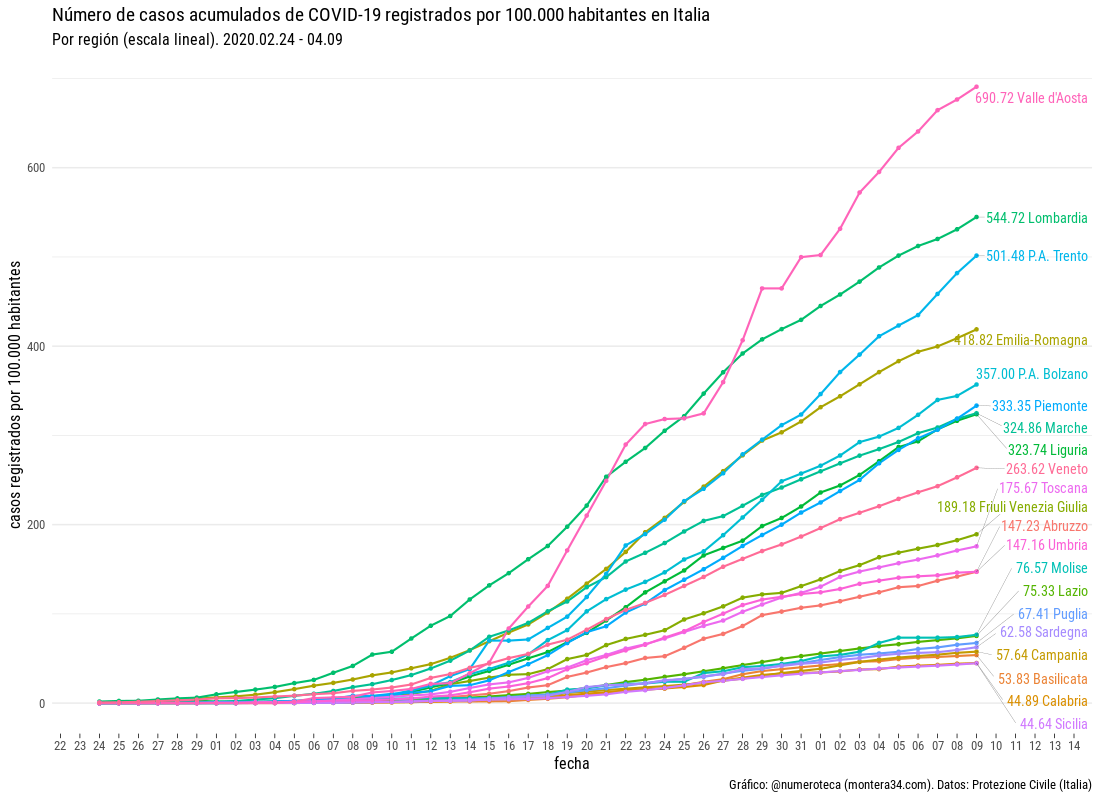 Número de casos acumulados de COVID-19 registrados por 100.000 habitantes en Italia
Por región (escala lineal). 2020.02.24 - 04.09
casos registrados por 100.000 habitantes
600
400
200
0
690.72 Valle d'Aosta
544.72 Lombardia
501.48 P.A. Trento
418.82 Emilia-Romagna
357.00 P.A. Bolzano
333.35 Piemonte
324.86 Marche
323.74 Liguria
263.62 Veneto
175.67 Toscana
189.18 Friuli Venezia Giulia
147.23 Abruzzo
147.16 Umbria
76.57 Molise
75.33 Lazio
67.41 Puglia
62.58 Sardegna
57.64 Campania
53.83 Basilicata
44.89 Calabria
44.64 Sicilia
22 23 24 25 26 27 28 29 01 02 03 04 05 06 07 08 09 10 11 12 13 14 15 16 17 18 19 20 21 22 23 24 25 26 27 28 29 30 31 01 02 03 04 05 06 07 08 09 10 11 12 13 14
fecha
Gráfico: @numeroteca (montera34.com). Datos: Protezione Civile (Italia)